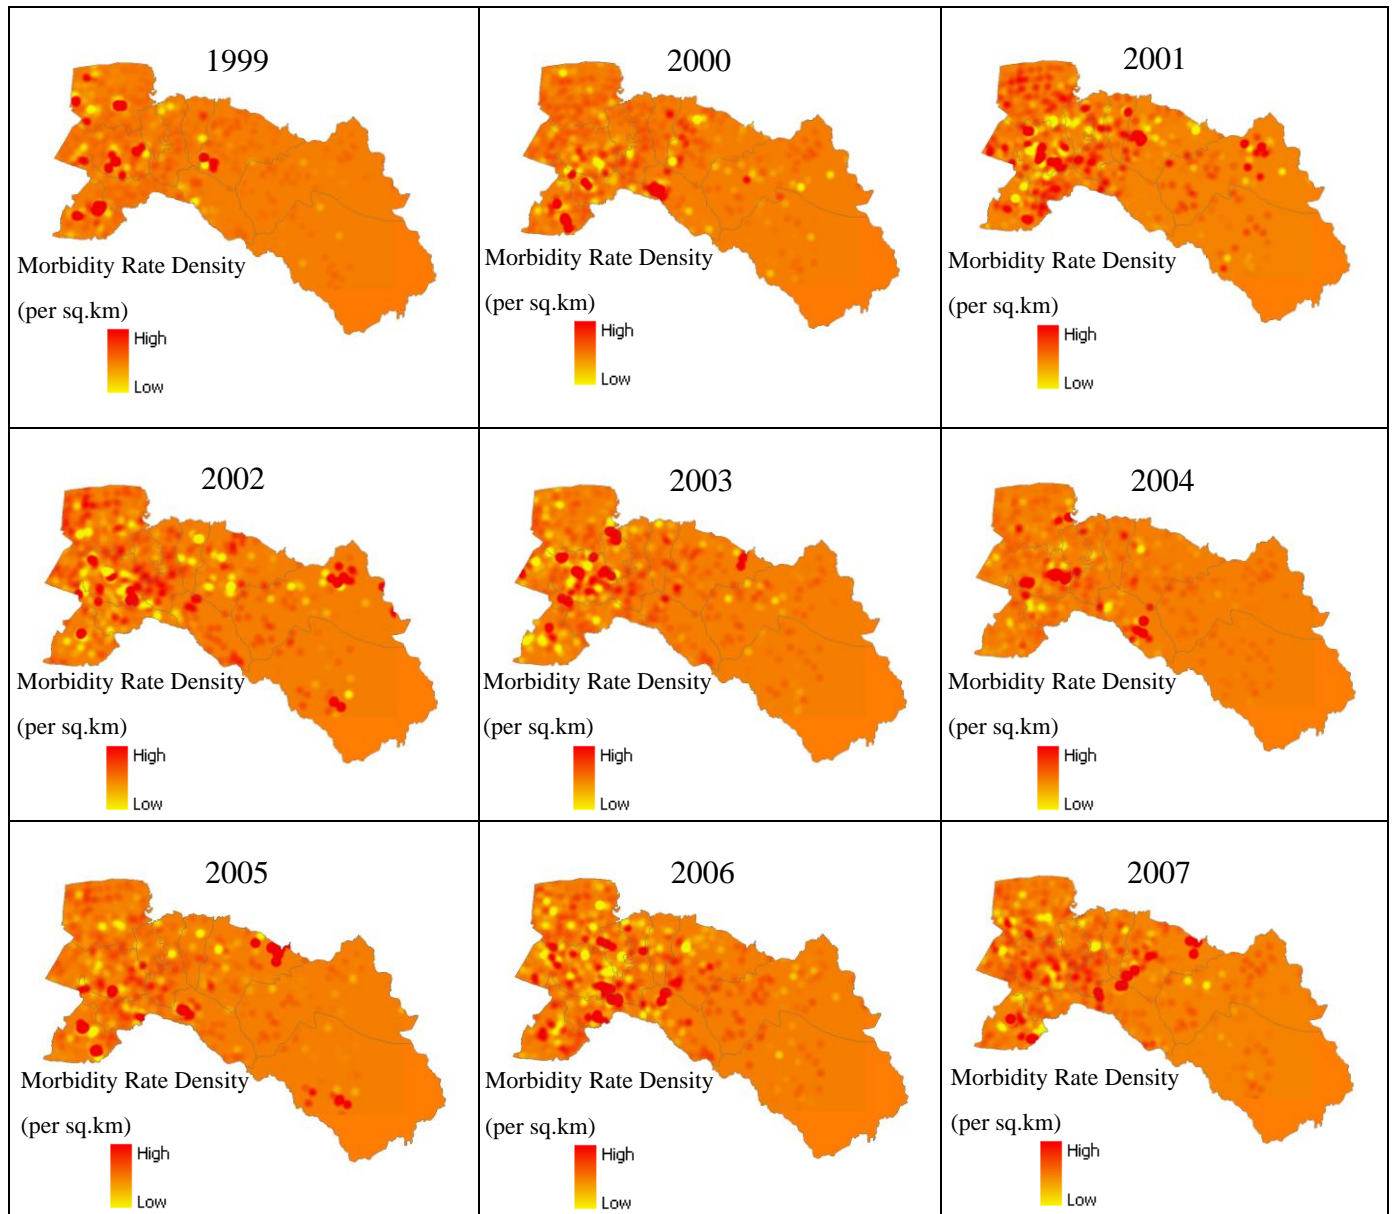 1999
Morbidity Rate Density
(per sq.km)
High
Low
2000
Morbidity Rate Density
(per sq.km)
High
Low
2001
Morbidity Rate Density
(per sq.km)
High
Low
2002
Morbidity Rate Density
(per sq.km)
High
Low
2003
Morbidity Rate Density
(per sq.km)
High
Low
2004
Morbidity Rate Density
(per sq.km)
High
Low
2005
Morbidity Rate Density
(per sq.km)
High
Low
2006
Morbidity Rate Density
(per sq.km)
High
Low
2007
Morbidity Rate Density
(per sq.km)
High
Low